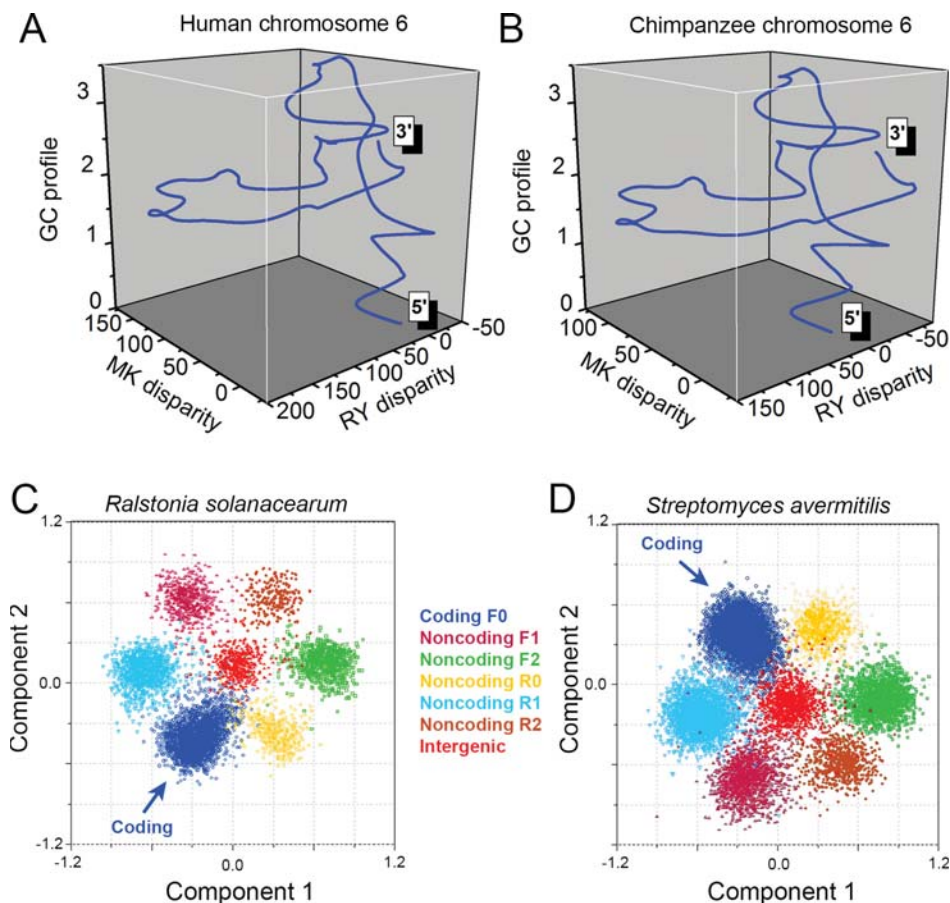 A
Human chromosome 6
GC profile
3
2
1
0
3'
5'
150
100
50
0
MK disparity
200
150
100
50
0
-50
RY disparity
B
Chimpanzee chromosome 6
GC profile
3
2
1
0
3'
5'
100
50
0
MK disparity
150
100
50
0
-50
RY disparity
C
Ralstonia solanacearum
1.2
0.0
-1.2
Component 2
Coding
-1.2
0.0
1.2
Component 1
Coding F0
Noncoding F1
Noncoding F2
Noncoding R0
Noncoding R1
Noncoding R2
Intergenic
D
Streptomyces avermitilis
1.2
0.0
-1.2
Component 2
Coding
-1.2
0.0
1.2
Component 1